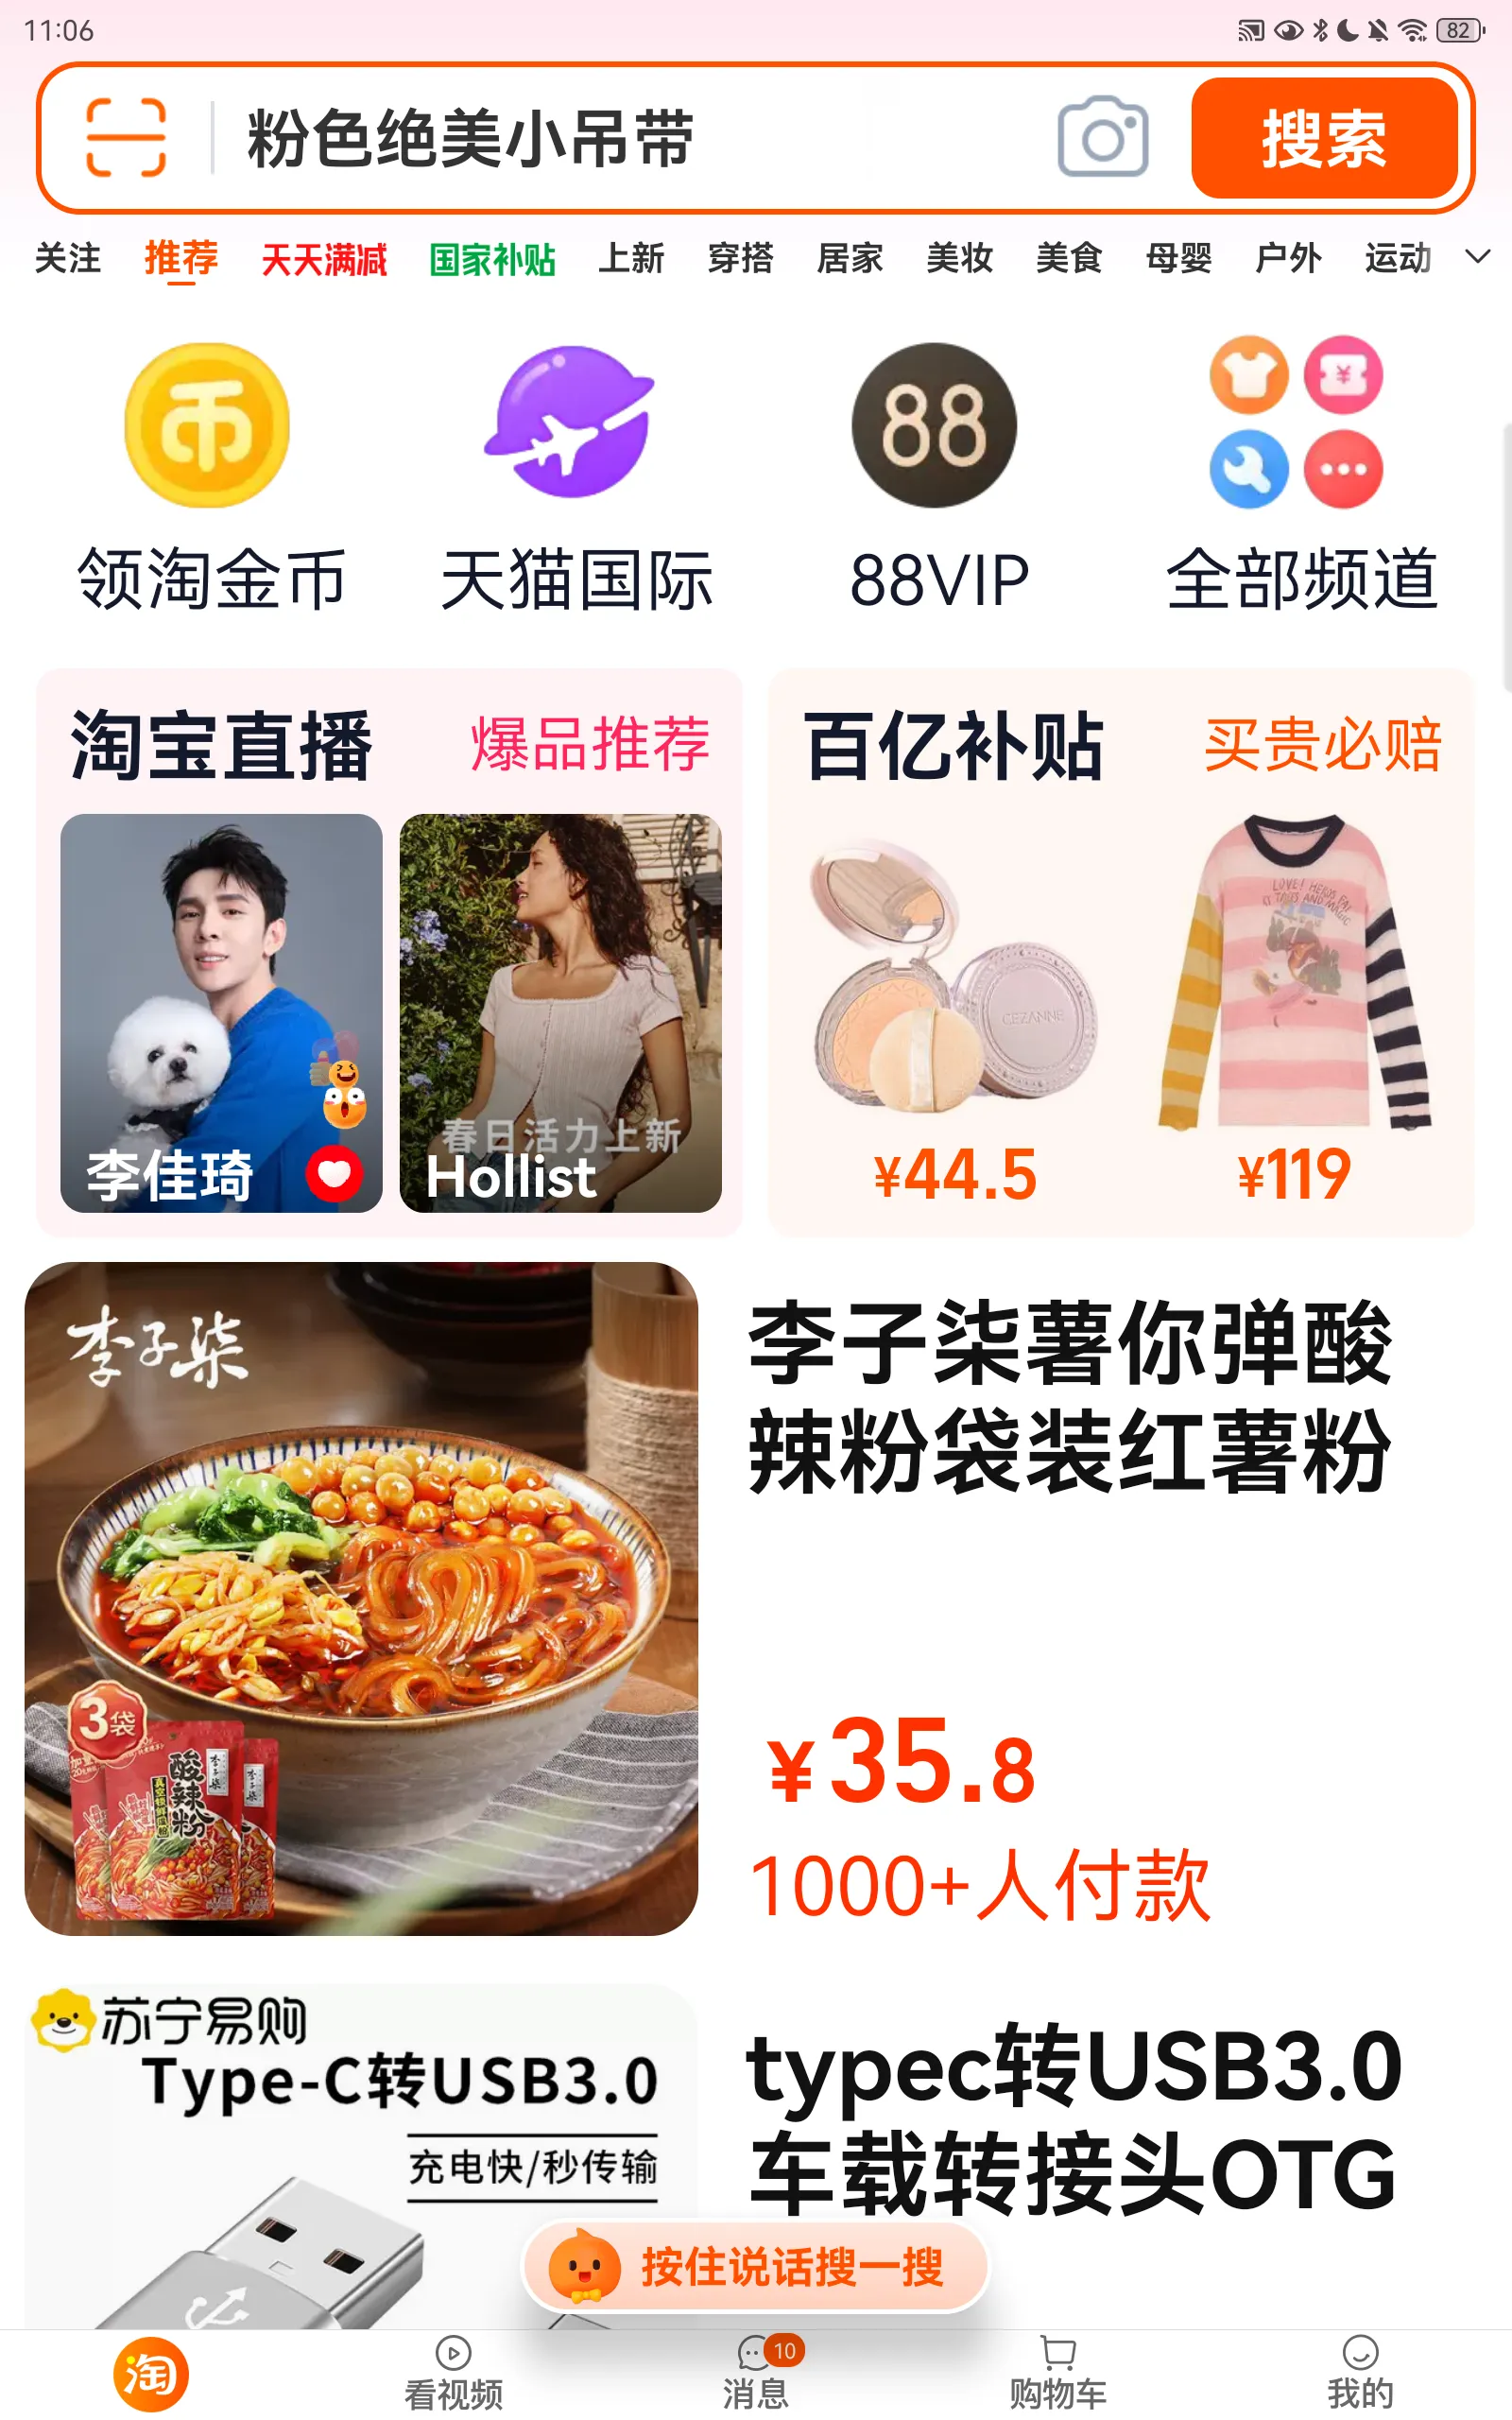 11:06
82
粉色绝美小吊带
搜索
关注 推荐 天天满减 国家补贴 上新 穿搭 居家 美妆 美食 母婴 户外 运动
币
88
¥
领淘金币 天猫国际 88VIP 全部频道
淘宝直播 爆品推荐
百亿补贴 买贵必赔
CEZANNE
春日活力上新
李佳琦
Hollist
¥44.5
¥119
李子柒
李子柒薯你弹酸
辣粉袋装红薯粉
3袋
李子柒
酸辣粉
¥35.8
1000+人付款
苏宁易购
Type-C转USB3.0
充电快/秒传输
typec转USB3.0
车载转接头OTG
按住说话搜一搜
10
淘
看视频
消息
购物车
我的